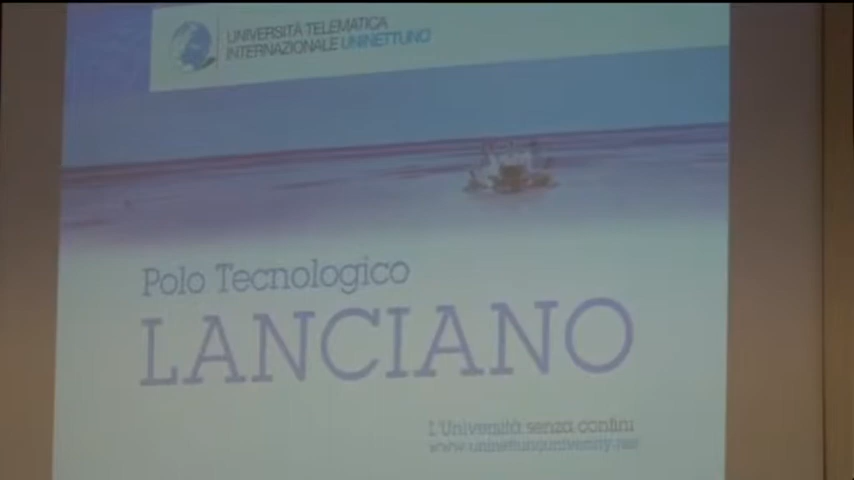 UNIVERSITÀ TELEMATICA
INTERNAZIONALE UNINETTUNO
Polo Tecnologico
LANCIANO
L'Università senza confini